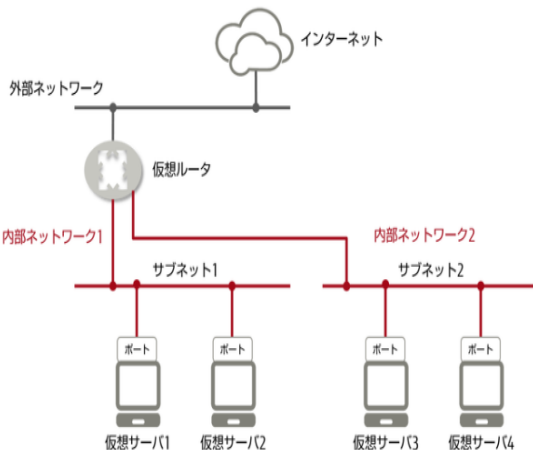 インターネット
外部ネットワーク
仮想ルータ
内部ネットワーク1
内部ネットワーク2
サブネット1
サブネット2
ポート
ポート
ポート
ポート
仮想サーバ1
仮想サーバ2
仮想サーバ3
仮想サーバ4